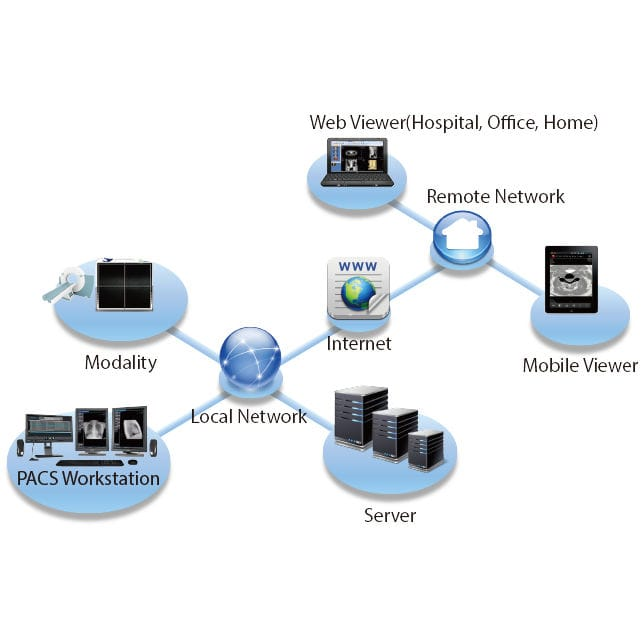 Web Viewer(Hospital, Office, Home)
Remote Network
WWW
Internet
Mobile Viewer
Modality
Local Network
PACS Workstation
Server